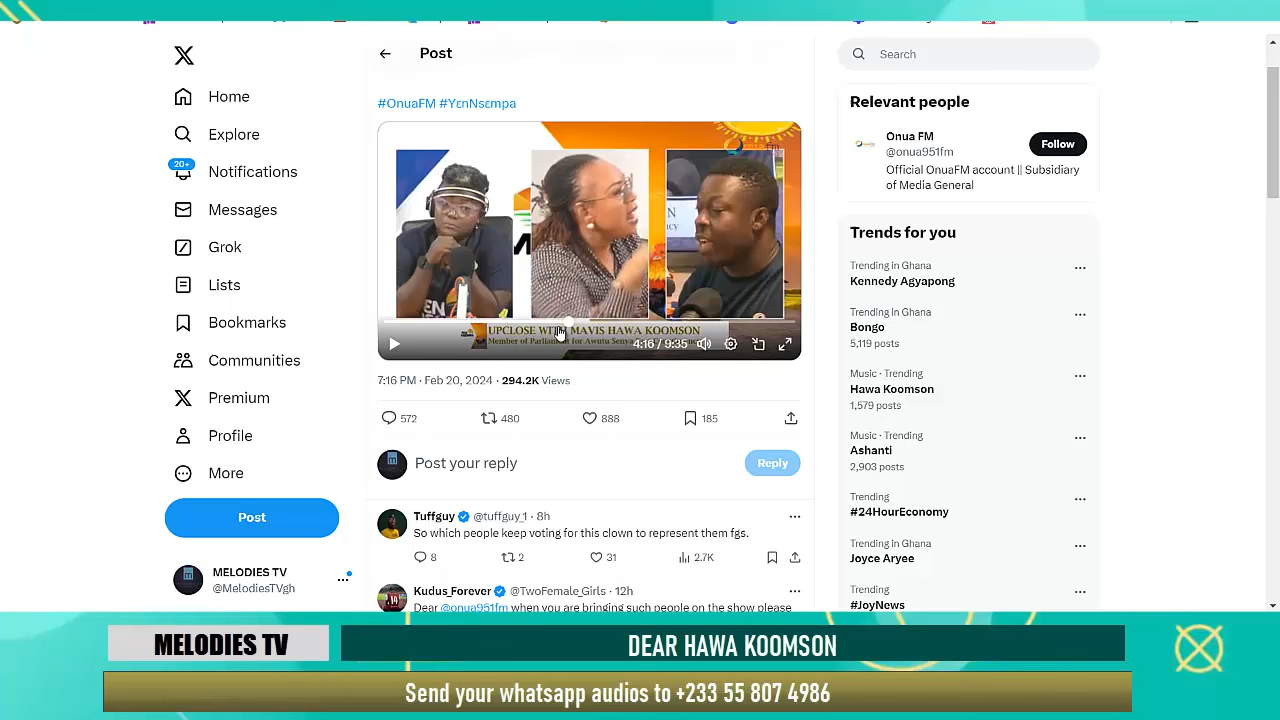 Post
Search
#OnuaFM #YɛnNsɛmpa
Home
Explore
20+
Notifications
Messages
Grok
Lists
Bookmarks
Communities
Premium
Profile
More
Post
MELODIES TV
@MelodiesTVgh
UPCLOSE WITH MAVIS HAWA KOOMSON
Member of Parliament for Awutu Senya
4:16 / 9:35
7:16 PM · Feb 20, 2024 · 294.2K Views
572 480 888 185
Post your reply
Reply
Tuffguy @tuffguy_1 · 8h
So which people keep voting for this clown to represent them fgs.
8 2 31 2.7K
Kudus_Forever @TwoFemale_Girls · 12h
Dear @onua951fm when you are bringing such people on the show please
Relevant people
Onua FM
@onua951fm
Follow
Official OnuaFM account || Subsidiary
of Media General
Trends for you
Trending in Ghana
Kennedy Agyapong
Trending in Ghana
Bongo
5,119 posts
Music · Trending
Hawa Koomson
1,579 posts
Music · Trending
Ashanti
2,903 posts
Trending
#24HourEconomy
Trending in Ghana
Joyce Aryee
Trending
#JoyNews
MELODIES TV
DEAR HAWA KOOMSON
Send your whatsapp audios to +233 55 807 4986